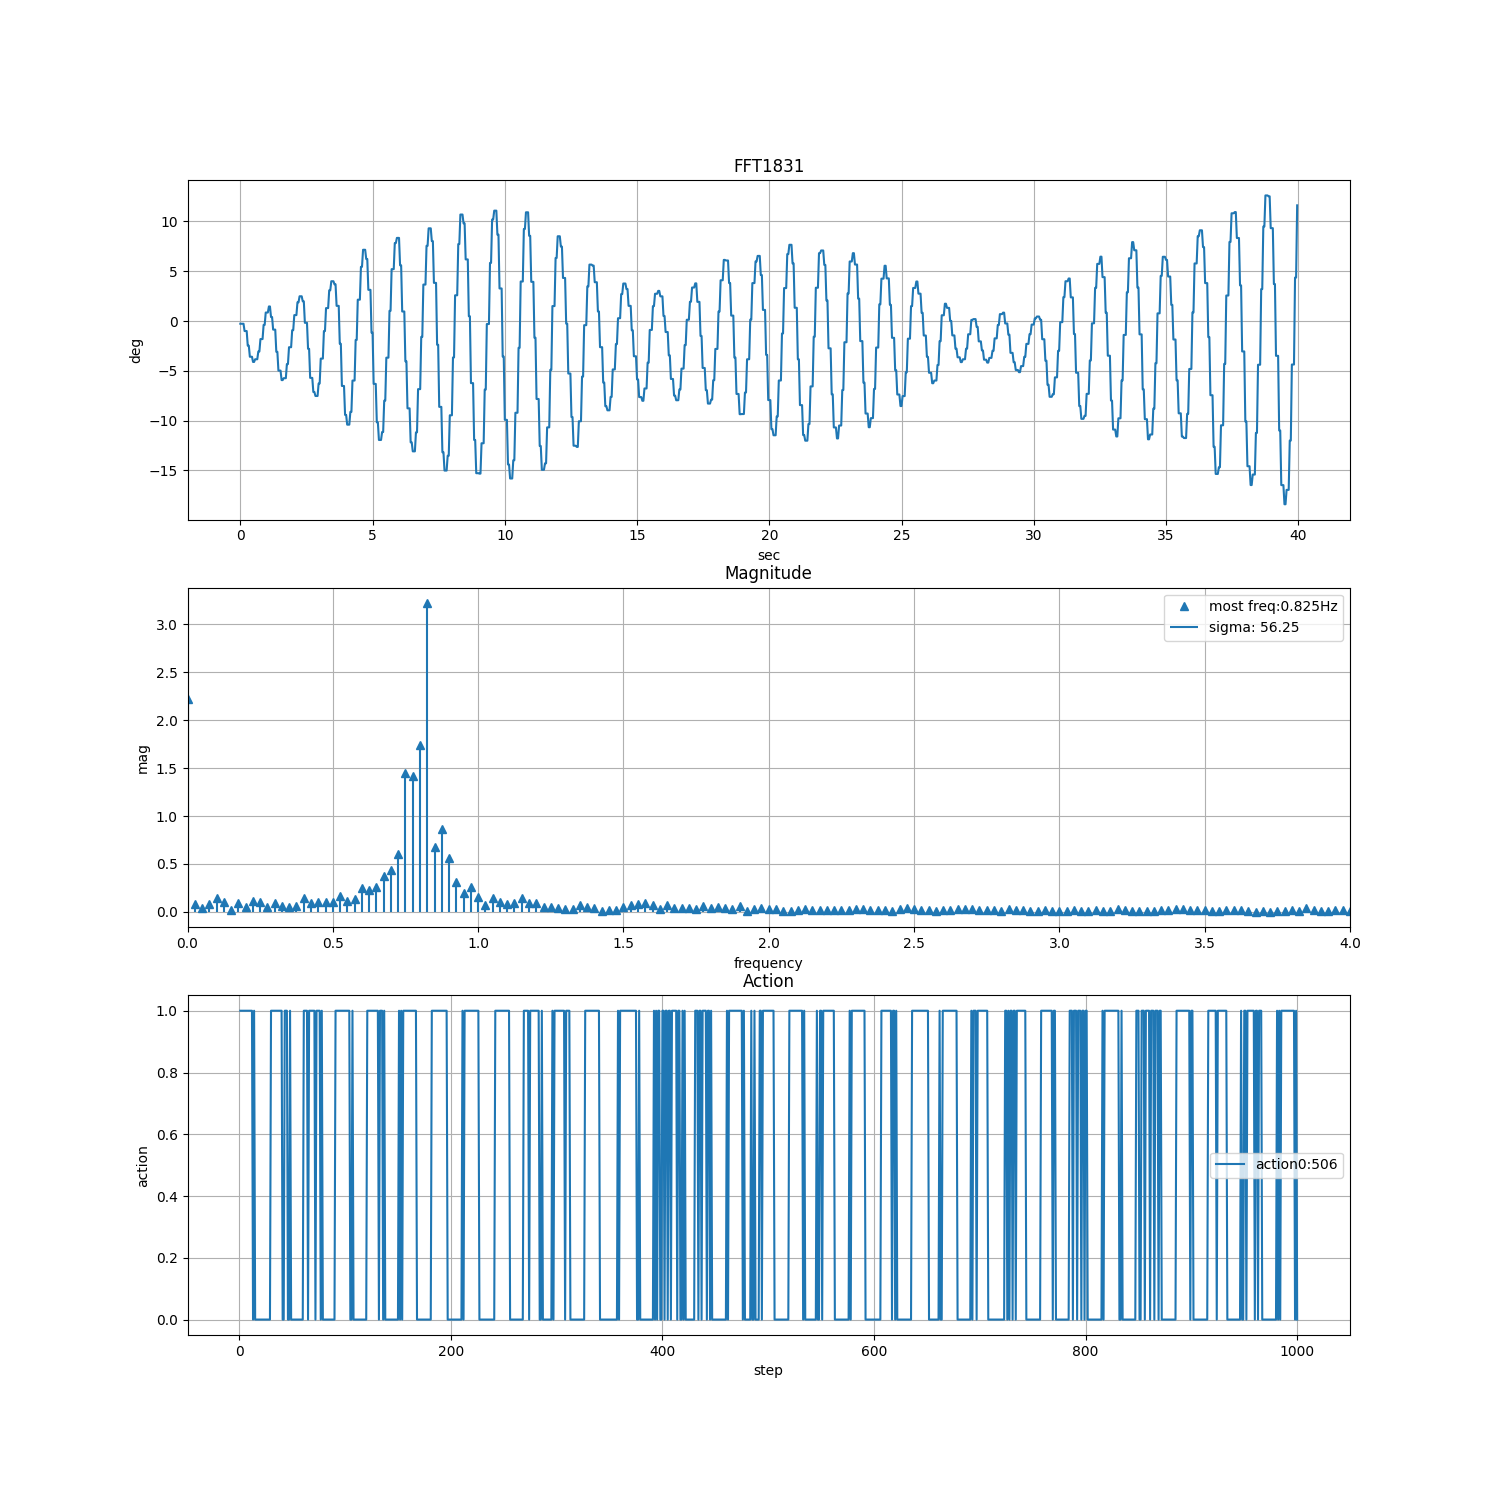 FFT1831
10
5
0
−5
−10
−15
deg
0 5 10 15 20 25 30 35 40
sec
Magnitude
3.0
2.5
2.0
1.5
1.0
0.5
0.0
mag
most freq:0.825Hz
sigma: 56.25
0.0 0.5 1.0 1.5 2.0 2.5 3.0 3.5 4.0
frequency
Action
1.0
0.8
0.6
0.4
0.2
0.0
action
action0:506
0 200 400 600 800 1000
step